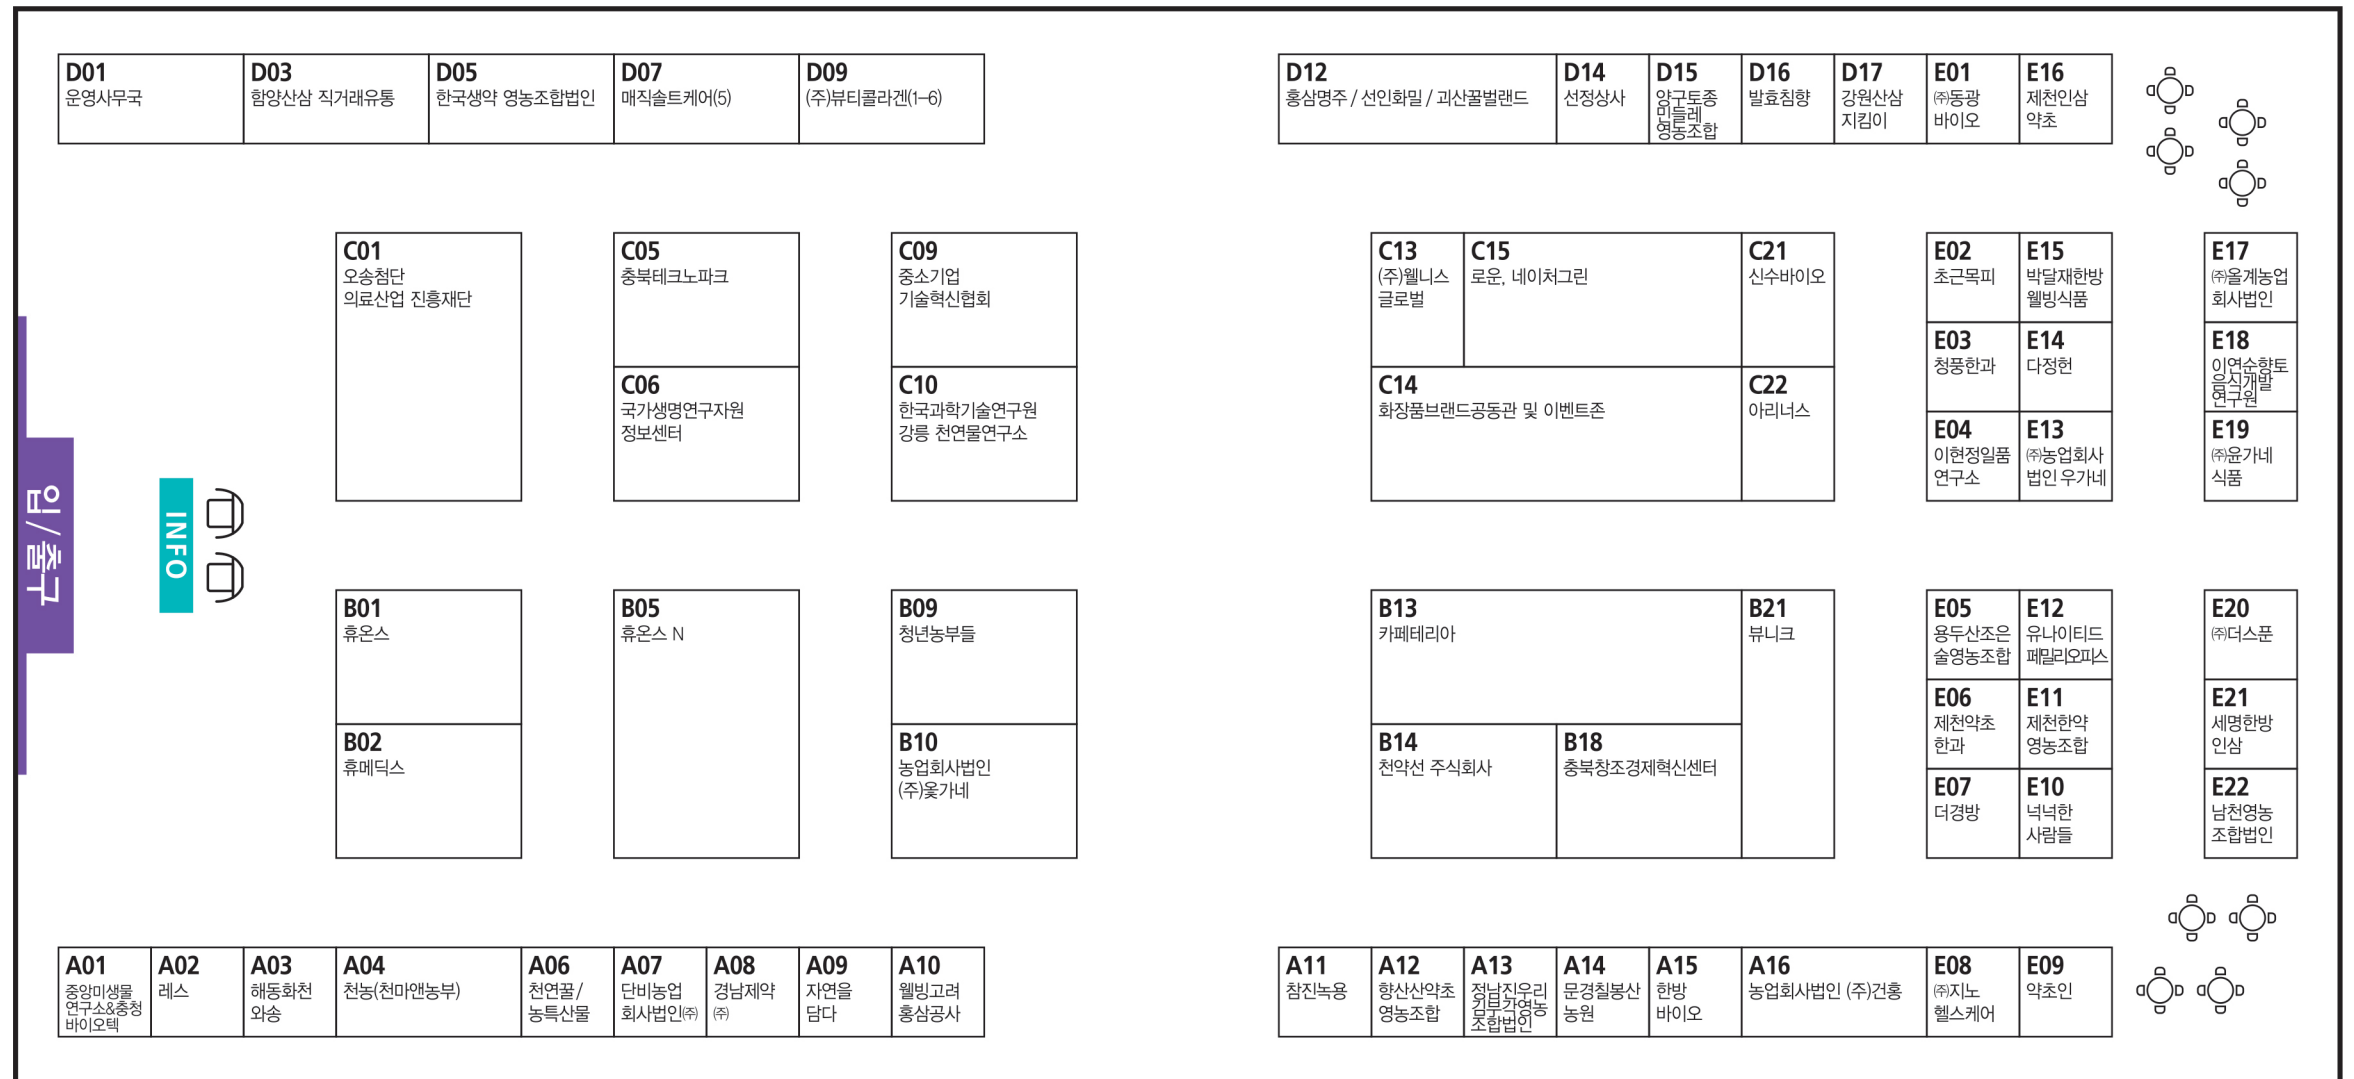 D01
운영사무국
D03
함양산삼 직거래유통
D05
한국생약 영농조합법인
D07
매직솔트케어(5)
D09
(주)뷰티콜라겐(1-6)
D12
홍삼명주 / 선인화밀 / 괴산꿀벌랜드
D14
선정상사
D15
양구토종
민들레
영농조합
D16
발효침향
D17
강원산삼
지킴이
E01
㈜동광
바이오
E16
제천인삼
약초
C01
오송첨단
의료산업 진흥재단
C05
충북테크노파크
C09
중소기업
기술혁신협회
C06
국가생명연구자원
정보센터
C10
한국과학기술연구원
강릉 천연물연구소
C13
(주)웰니스
글로벌
C15
로운, 네이처그린
C21
신수바이오
C14
화장품브랜드공동관 및 이벤트존
C22
아리너스
E02
초근목피
E15
박달재한방
웰빙식품
E03
청풍한과
E14
다정헌
E04
이현정일품
연구소
E13
㈜농업회사
법인 우가네
E17
㈜올계농업
회사법인
E18
이연순향토
음식개발
연구원
E19
㈜윤가네
식품
입/출구
INFO
B01
휴온스
B02
휴메딕스
B05
휴온스 N
B09
청년농부들
B10
농업회사법인
(주)옻가네
B13
카페테리아
B21
뷰니크
B14
천약선 주식회사
B18
충북창조경제혁신센터
E05
용두산조은
술영농조합
E12
유나이티드
페밀리오피스
E06
제천약초
한과
E11
제천한약
영농조합
E07
더경방
E10
넉넉한
사람들
E20
㈜더스푼
E21
세명한방
인삼
E22
남천영농
조합법인
A01
중앙미생물
연구소&충청
바이오텍
A02
레스
A03
해동화천
와송
A04
천농(천마앤농부)
A06
천연꿀/
농특산물
A07
단비농업
회사법인㈜
A08
경남제약
㈜
A09
자연을
담다
A10
웰빙고려
홍삼공사
A11
참진녹용
A12
향산산약초
영농조합
A13
정남진우리
김부각영농
조합법인
A14
문경칠봉산
농원
A15
한방
바이오
A16
농업회사법인 (주)건홍
E08
㈜지노
헬스케어
E09
약초인